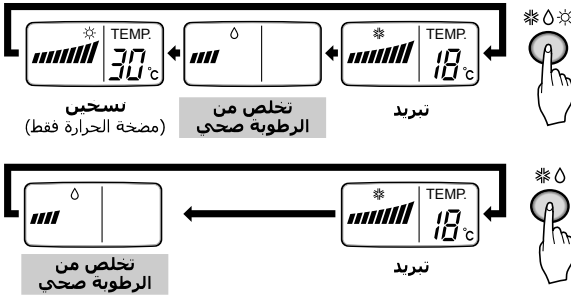 TEMP.
18°c
TEMP.
30°c
تبريد
تخلص من
الرطوبة صحي
تسخين
(مضخة الحرارة فقط)
TEMP.
18°c
تبريد
تخلص من
الرطوبة صحي